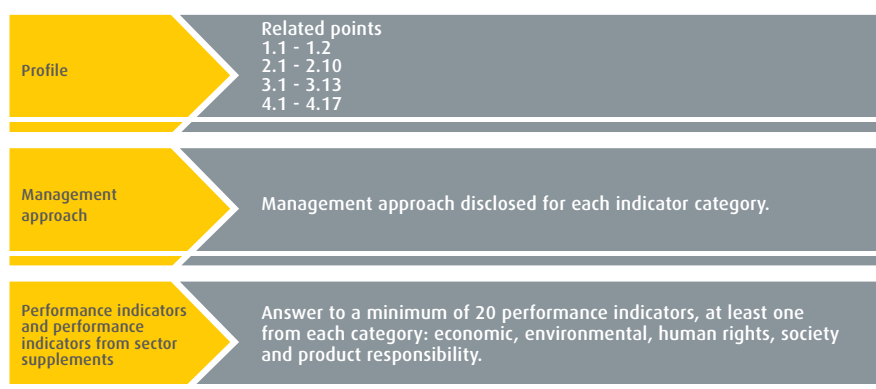 Profile
Related points
1.1 - 1.2
2.1 - 2.10
3.1 - 3.13
4.1 - 4.17
Management
approach
Management approach disclosed for each indicator category.
Performance indicators
and performance
indicators from sector
supplements
Answer to a minimum of 20 performance indicators, at least one
from each category: economic, environmental, human rights, society
and product responsibility.